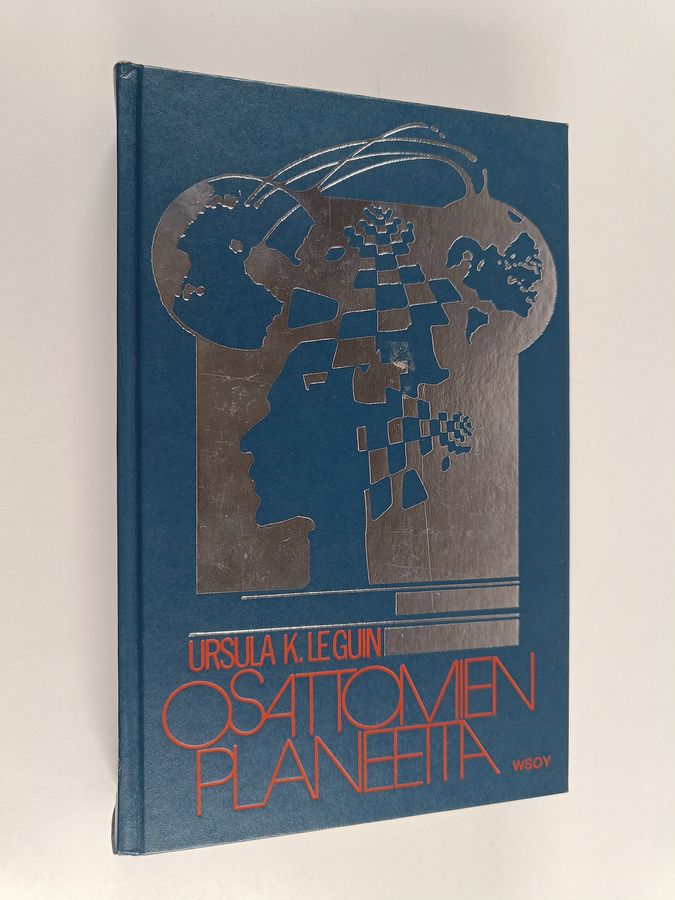 URSULA K. LE GUIN
OSATTOMIEN
PLANEETTA
WSOY